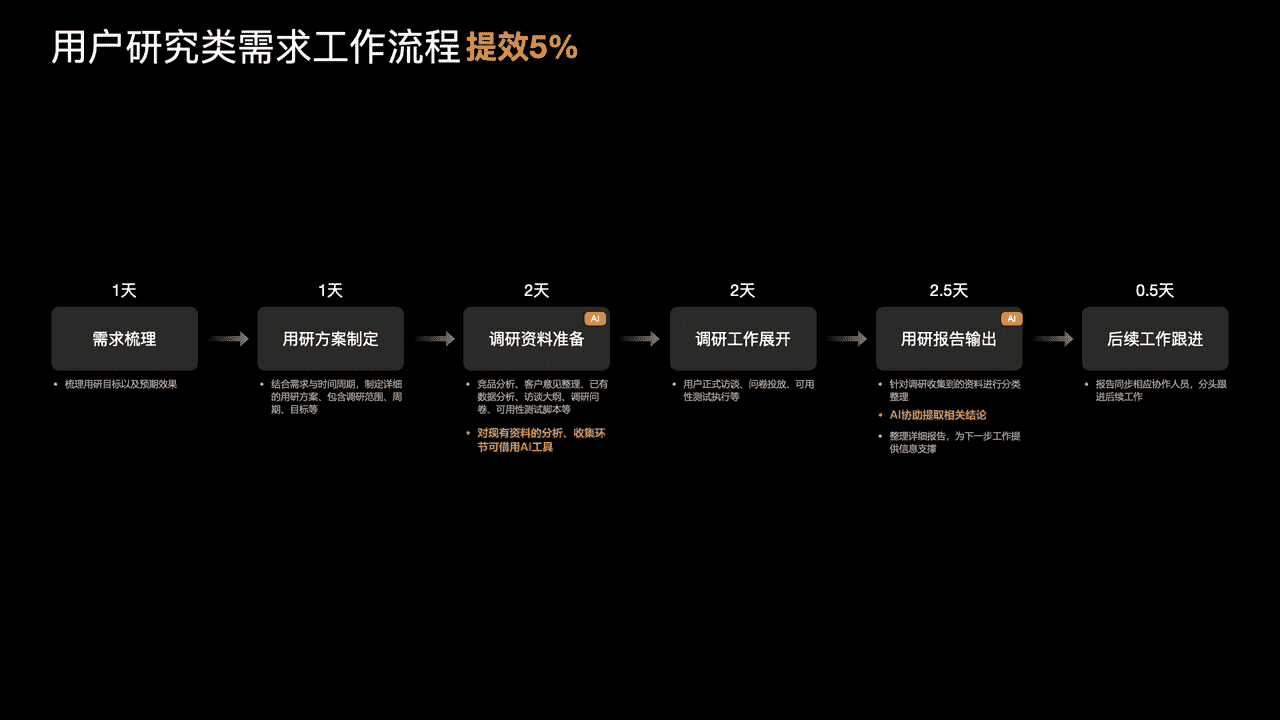 用户研究类需求工作流程提效5%
1天
需求梳理
• 梳理用研目标以及预期效果
1天
用研方案制定
• 结合需求与时间周期，制定详细
的用研方案、包含调研范围、周
期、目标等
2天
AI
调研资料准备
• 竞品分析、客户意见整理、已有
数据分析、访谈大纲、调研问
卷、可用性测试脚本等
• 对现有资料的分析、收集环
节可借用AI工具
2天
调研工作展开
• 用户正式访谈、问卷投放、可用
性测试执行等
2.5天
AI
用研报告输出
• 针对调研收集到的资料进行分类
整理
• AI协助提取相关结论
• 整理详细报告，为下一步工作提
供信息支撑
0.5天
后续工作跟进
• 报告同步相应协作人员，分头跟
进后续工作